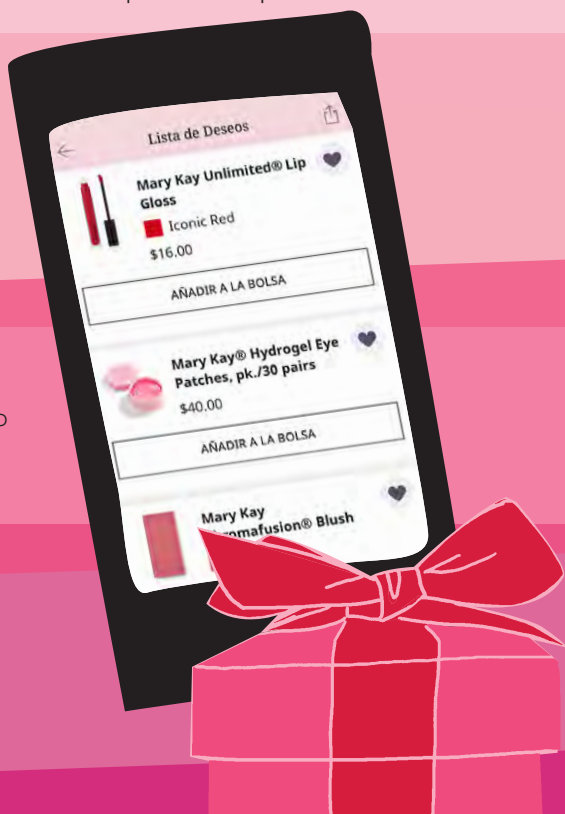 Lista de Deseos
Mary Kay Unlimited® Lip
Gloss
Iconic Red
$16.00
AÑADIR A LA BOLSA
Mary Kay® Hydrogel Eye
Patches, pk./30 pairs
$40.00
AÑADIR A LA BOLSA
Mary Kay
omafusion® Blush